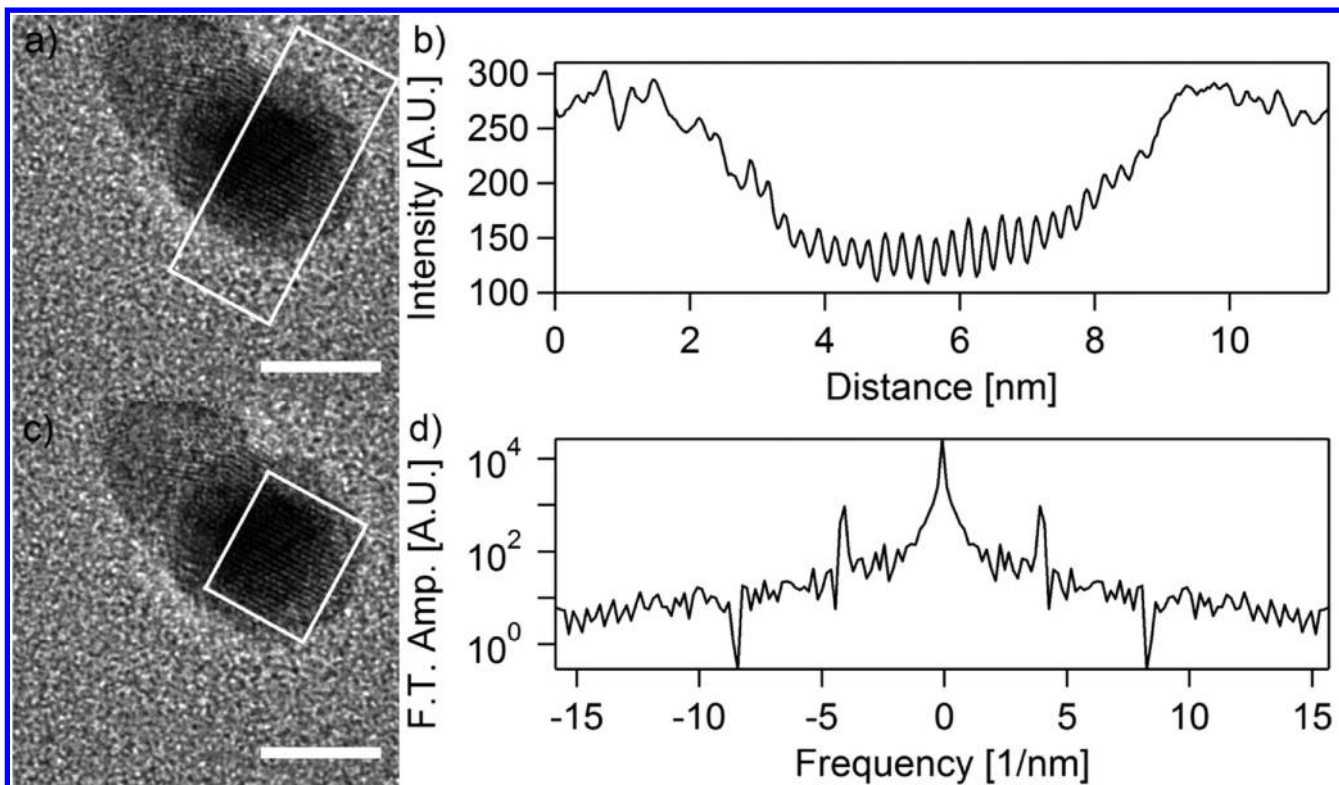 a)
b)
Intensity [A.U.]
300
250
200
150
100
0 2 4 6 8 10
Distance [nm]
c)
d)
F.T. Amp. [A.U.]
10^4
10^2
10^0
-15 -10 -5 0 5 10 15
Frequency [1/nm]